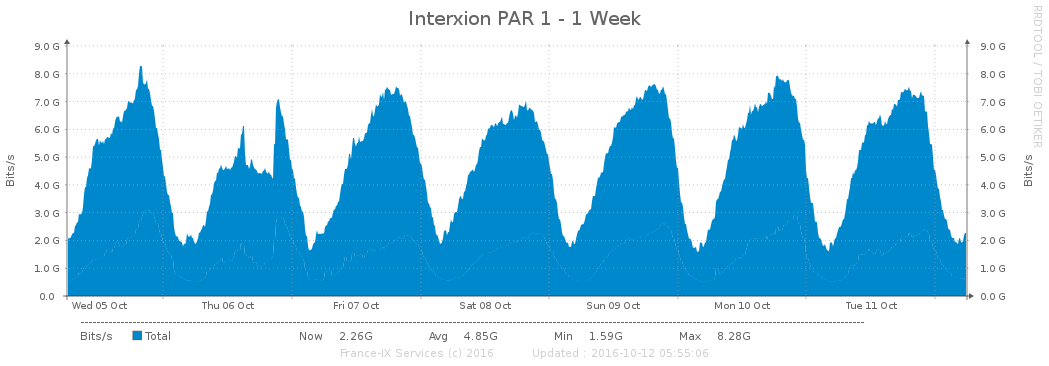 Interxion PAR 1 - 1 Week
RRDTOOL / TOBI OETIKER
9.0 G 9.0 G
8.0 G 8.0 G
7.0 G 7.0 G
6.0 G 6.0 G
5.0 G 5.0 G
4.0 G 4.0 G
3.0 G 3.0 G
2.0 G 2.0 G
1.0 G 1.0 G
0.0 0.0 G
Bits/s
Bits/s
Wed 05 Oct Thu 06 Oct Fri 07 Oct Sat 08 Oct Sun 09 Oct Mon 10 Oct Tue 11 Oct
Bits/s Total Now 2.26G Avg 4.85G Min 1.59G Max 8.28G
France-IX Services (c) 2016 Updated : 2016-10-12 05:55:06